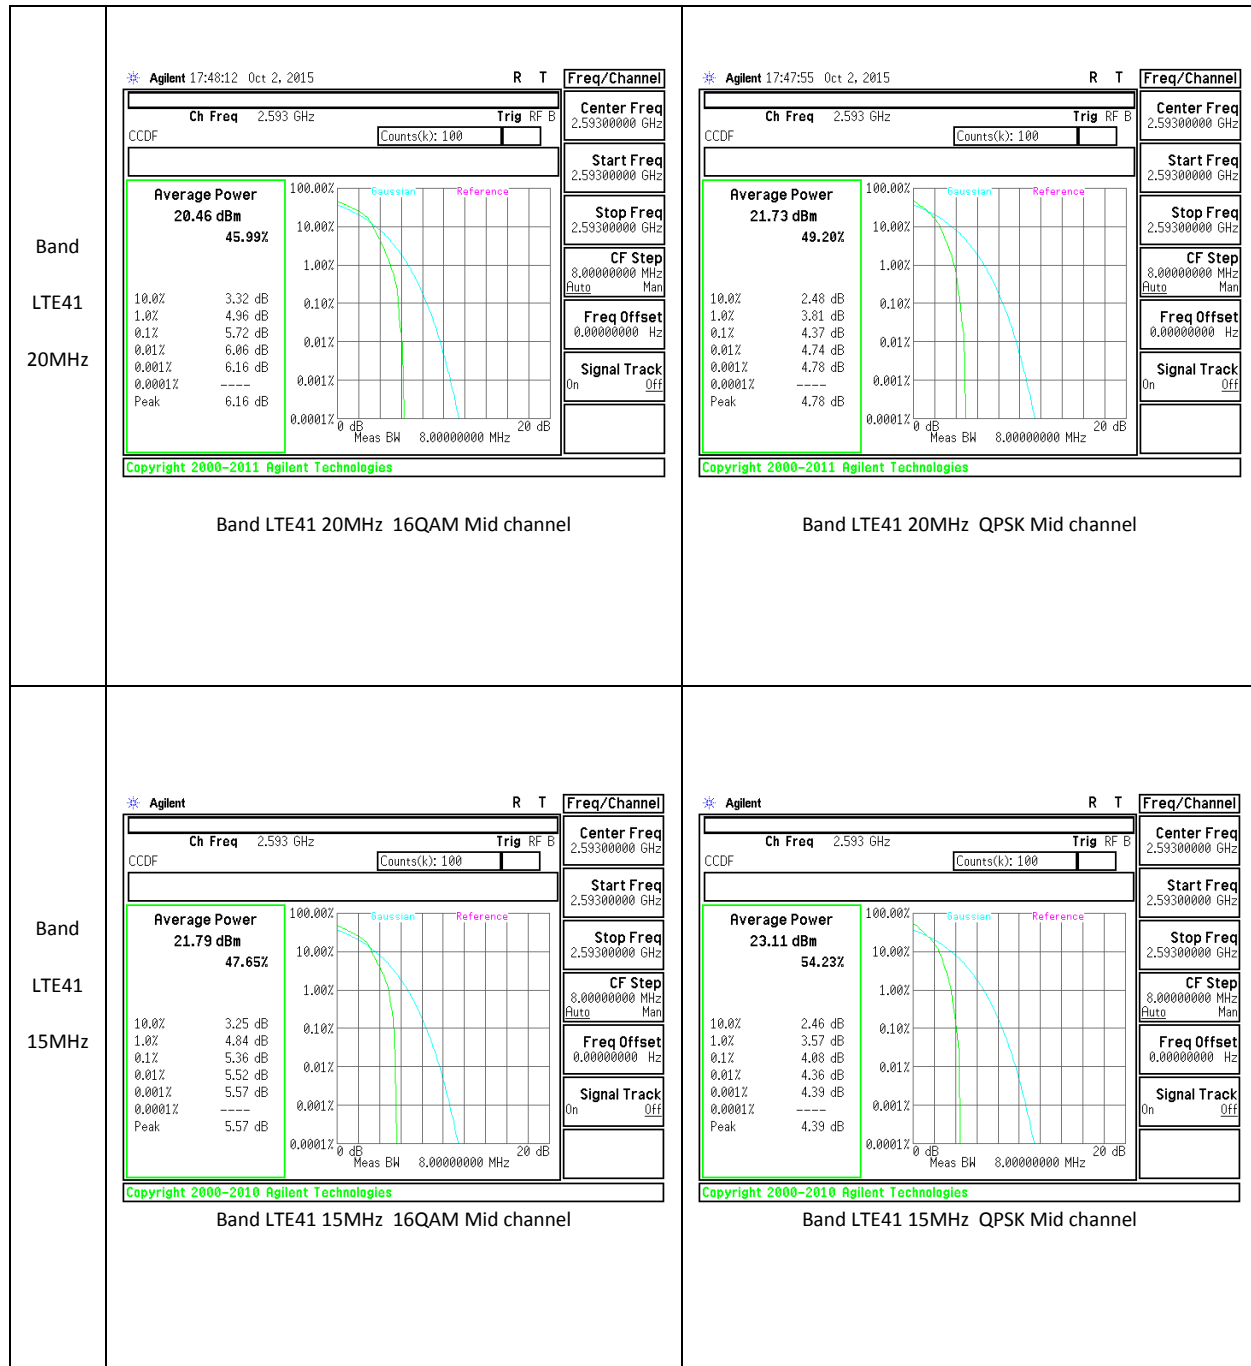 Band
LTE41
20MHz
Agilent 17:48:12 Oct 2, 2015 R T
Freq/Channel
Ch Freq 2.593 GHz Trig RF B
CCDF Counts(k): 100
Average Power
20.46 dBm
45.99%
10.0% 3.32 dB
1.0% 4.96 dB
0.1% 5.72 dB
0.01% 6.06 dB
0.001% 6.16 dB
0.0001% ----
Peak 6.16 dB
Gaussian Reference
100.00%
10.00%
1.00%
0.10%
0.01%
0.001%
0.0001%
0 dB 20 dB
Meas BW 8.00000000 MHz
Center Freq
2.59300000 GHz
Start Freq
2.59300000 GHz
Stop Freq
2.59300000 GHz
CF Step
8.00000000 MHz
Auto Man
Freq Offset
0.00000000 Hz
Signal Track
On Off
Copyright 2000-2011 Agilent Technologies
Band LTE41 20MHz 16QAM Mid channel
Agilent 17:47:55 Oct 2, 2015 R T
Freq/Channel
Ch Freq 2.593 GHz Trig RF B
CCDF Counts(k): 100
Average Power
21.73 dBm
49.20%
10.0% 2.48 dB
1.0% 3.81 dB
0.1% 4.37 dB
0.01% 4.74 dB
0.001% 4.78 dB
0.0001% ----
Peak 4.78 dB
Gaussian Reference
100.00%
10.00%
1.00%
0.10%
0.01%
0.001%
0.0001%
0 dB 20 dB
Meas BW 8.00000000 MHz
Center Freq
2.59300000 GHz
Start Freq
2.59300000 GHz
Stop Freq
2.59300000 GHz
CF Step
8.00000000 MHz
Auto Man
Freq Offset
0.00000000 Hz
Signal Track
On Off
Copyright 2000-2011 Agilent Technologies
Band LTE41 20MHz QPSK Mid channel
Band
LTE41
15MHz
Agilent R T
Freq/Channel
Ch Freq 2.593 GHz Trig RF B
CCDF Counts(k): 100
Average Power
21.79 dBm
47.65%
10.0% 3.25 dB
1.0% 4.84 dB
0.1% 5.36 dB
0.01% 5.52 dB
0.001% 5.57 dB
0.0001% ----
Peak 5.57 dB
Gaussian Reference
100.00%
10.00%
1.00%
0.10%
0.01%
0.001%
0.0001%
0 dB 20 dB
Meas BW 8.00000000 MHz
Center Freq
2.59300000 GHz
Start Freq
2.59300000 GHz
Stop Freq
2.59300000 GHz
CF Step
8.00000000 MHz
Auto Man
Freq Offset
0.00000000 Hz
Signal Track
On Off
Copyright 2000-2010 Agilent Technologies
Band LTE41 15MHz 16QAM Mid channel
Agilent R T
Freq/Channel
Ch Freq 2.593 GHz Trig RF B
CCDF Counts(k): 100
Average Power
23.11 dBm
54.23%
10.0% 2.46 dB
1.0% 3.57 dB
0.1% 4.08 dB
0.01% 4.36 dB
0.001% 4.39 dB
0.0001% ----
Peak 4.39 dB
Gaussian Reference
100.00%
10.00%
1.00%
0.10%
0.01%
0.001%
0.0001%
0 dB 20 dB
Meas BW 8.00000000 MHz
Center Freq
2.59300000 GHz
Start Freq
2.59300000 GHz
Stop Freq
2.59300000 GHz
CF Step
8.00000000 MHz
Auto Man
Freq Offset
0.00000000 Hz
Signal Track
On Off
Copyright 2000-2010 Agilent Technologies
Band LTE41 15MHz QPSK Mid channel